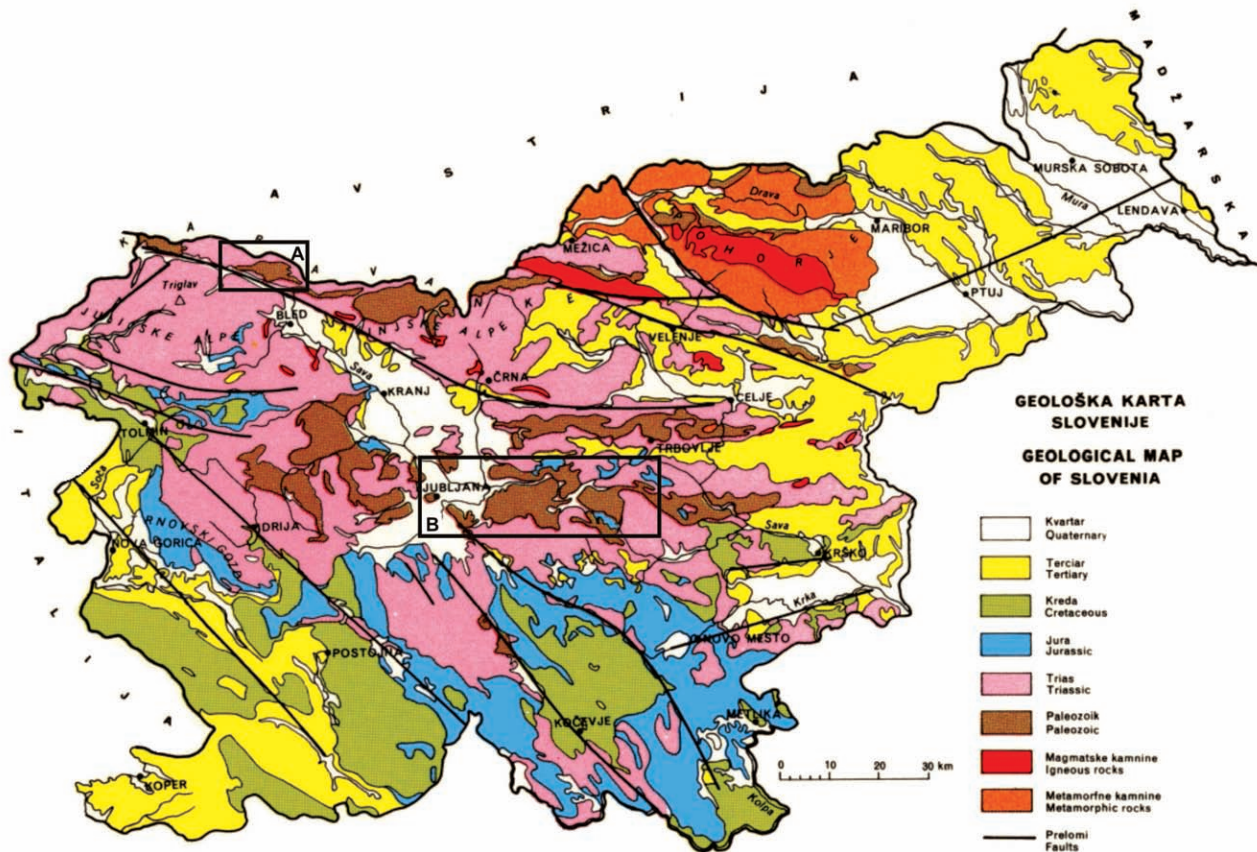 MADŽARSKA
AVSTRIJA
ITALIJA
KARAVANKE
A
MURSKA SOBOTA
Mura
LENDAVA
Drava
MARIBOR
POHORJE
MEŽICA
PTUJ
Triglav
JULIJSKE ALPE
BLED
KAMNIJSKE ALPE
VELENJE
Sava
KRANJ
ČRNA
CELJE
TOLMIN
TRBOVLJE
Soča
LJUBLJANA
B
IDRIJA
NOVA GORICA
RNOVSKI GOZD
Sava
KRŠKO
Krka
NOVO MESTO
POSTOJNA
METLIKA
KOČEVJE
KOPER
Kolpa
0 10 20 30 km
GEOLOŠKA KARTA
SLOVENIJE
GEOLOGICAL MAP
OF SLOVENIA
Kvartar
Quaternary
Terciar
Tertiary
Kreda
Cretaceous
Jura
Jurassic
Trias
Triassic
Paleozoik
Paleozoic
Magmatske kamnine
Igneous rocks
Metamorfne kamnine
Metamorphic rocks
Prelomi
Faults